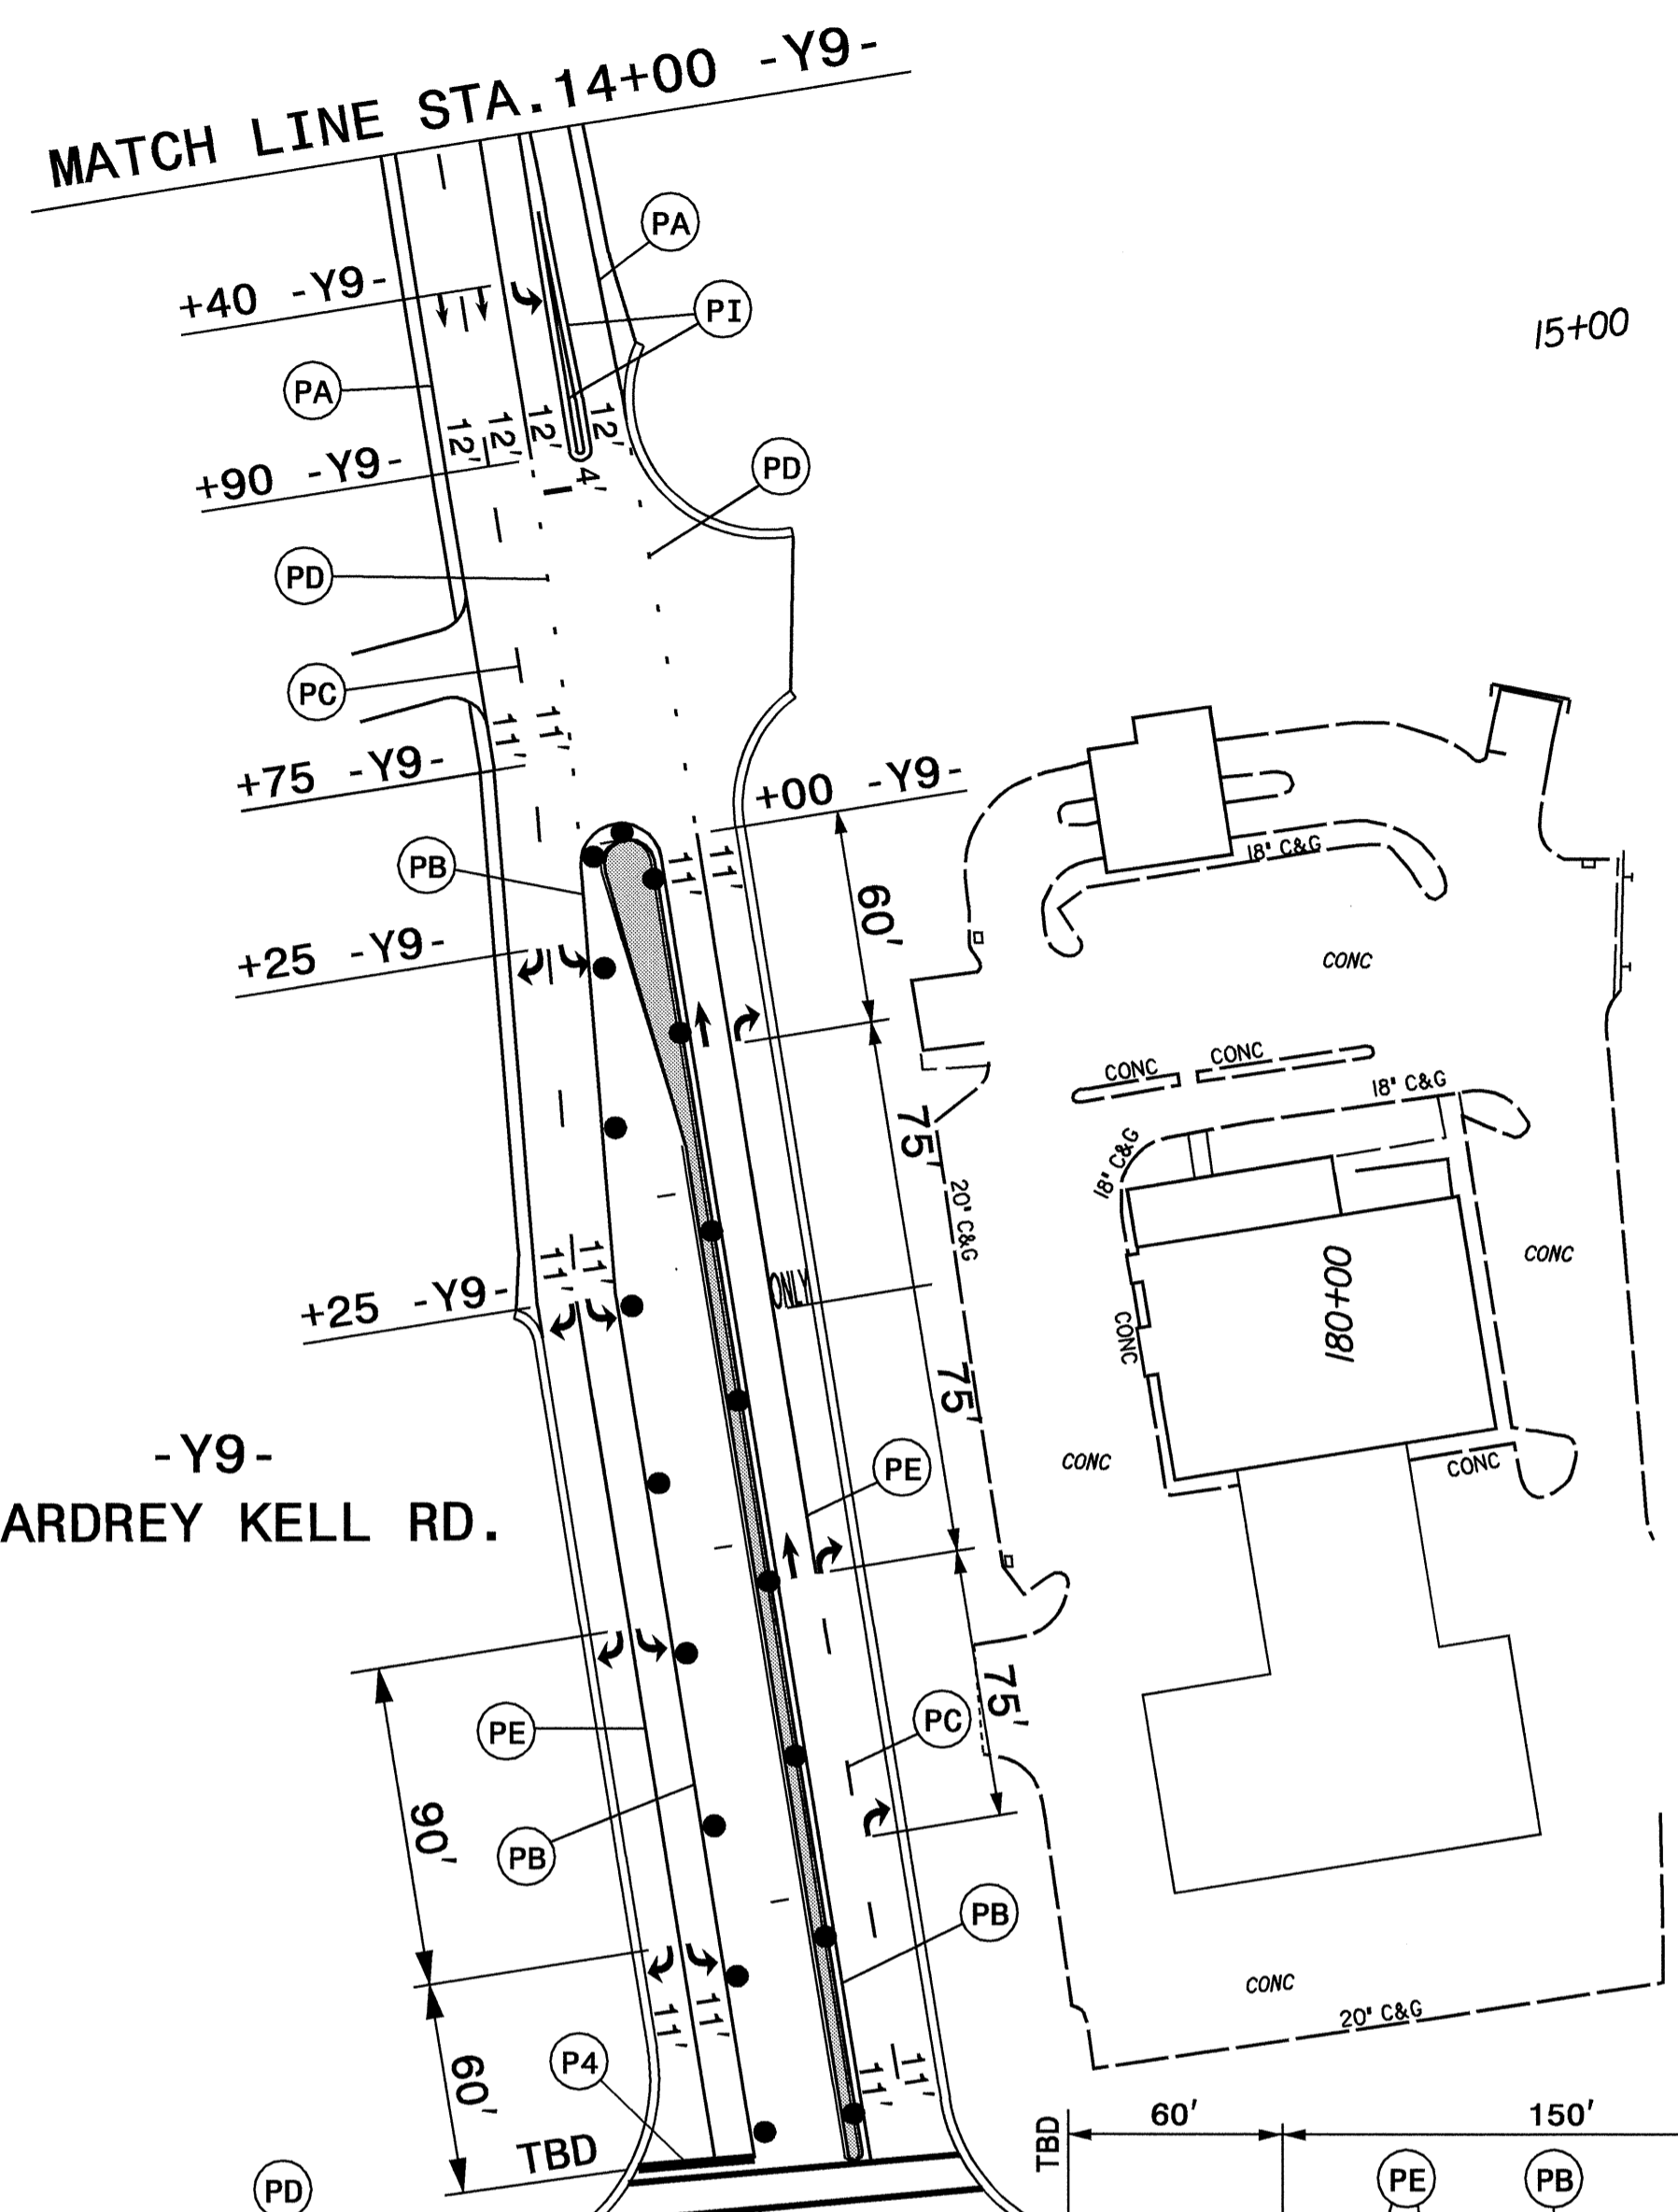 MATCH LINE STA.14+00 -Y9-
PA
+40 -Y9-
PI
15+00
PA
12' 12' 12' 12'
+90 -Y9-
4'
PD
PD
PC
11' 11'
+75 -Y9-
+00 -Y9-
PB
11' 11'
18" C&G
60'
+25 -Y9-
CONC
CONC
CONC
18" C&G
75'
18" C&G
20" C&G
11' 11'
ONLY
+25 -Y9-
180+00
CONC
CONC
75'
-Y9-
ARDREY KELL RD.
PE
CONC
CONC
75'
PE
PC
90'
PB
PB
CONC
11' 11'
20" C&G
P4
60'
11' 11'
TBD
TBD
60'
150'
PD
PE
PB